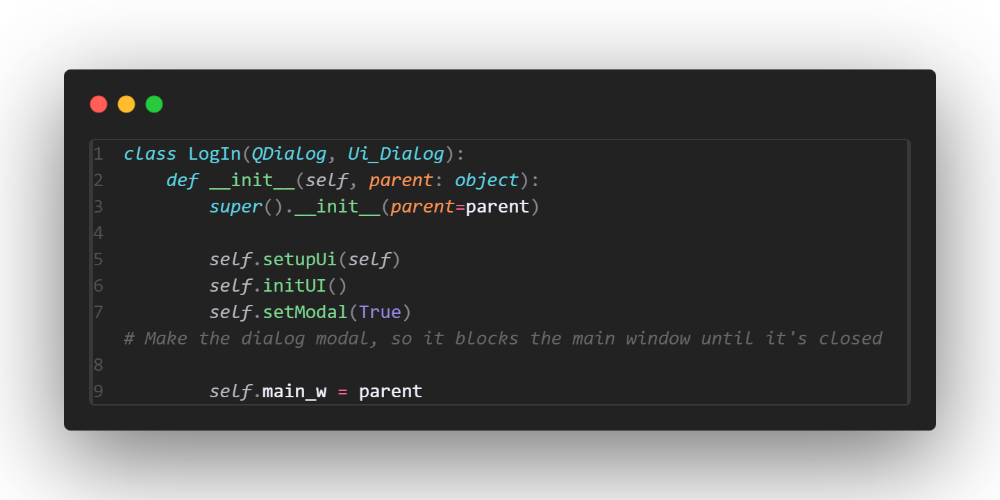 1 class LogIn(QDialog, Ui_Dialog):
2     def __init__(self, parent: object):
3         super().__init__(parent=parent)
4
5         self.setupUi(self)
6         self.initUI()
7         self.setModal(True)
# Make the dialog modal, so it blocks the main window until it's closed
8
9         self.main_w = parent